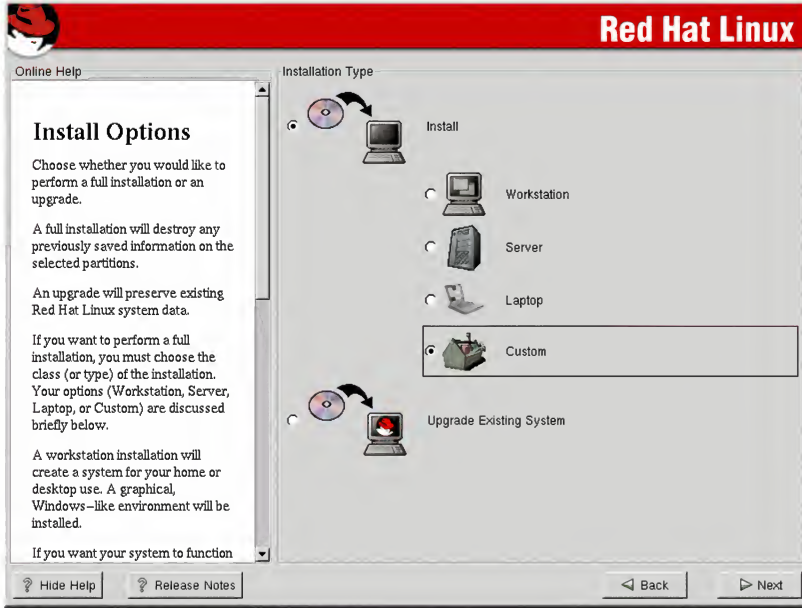 Red Hat Linux
Online Help
Install Options
Choose whether you would like to
perform a full installation or an
upgrade.
A full installation will destroy any
previously saved information on the
selected partitions.
An upgrade will preserve existing
Red Hat Linux system data.
If you want to perform a full
installation, you must choose the
class (or type) of the installation.
Your options (Workstation, Server,
Laptop, or Custom) are discussed
briefly below.
A workstation installation will
create a system for your home or
desktop use. A graphical,
Windows-like environment will be
installed.
If you want your system to function
Installation Type
Install
Workstation
Server
Laptop
Custom
Upgrade Existing System
Hide Help
Release Notes
Back
Next